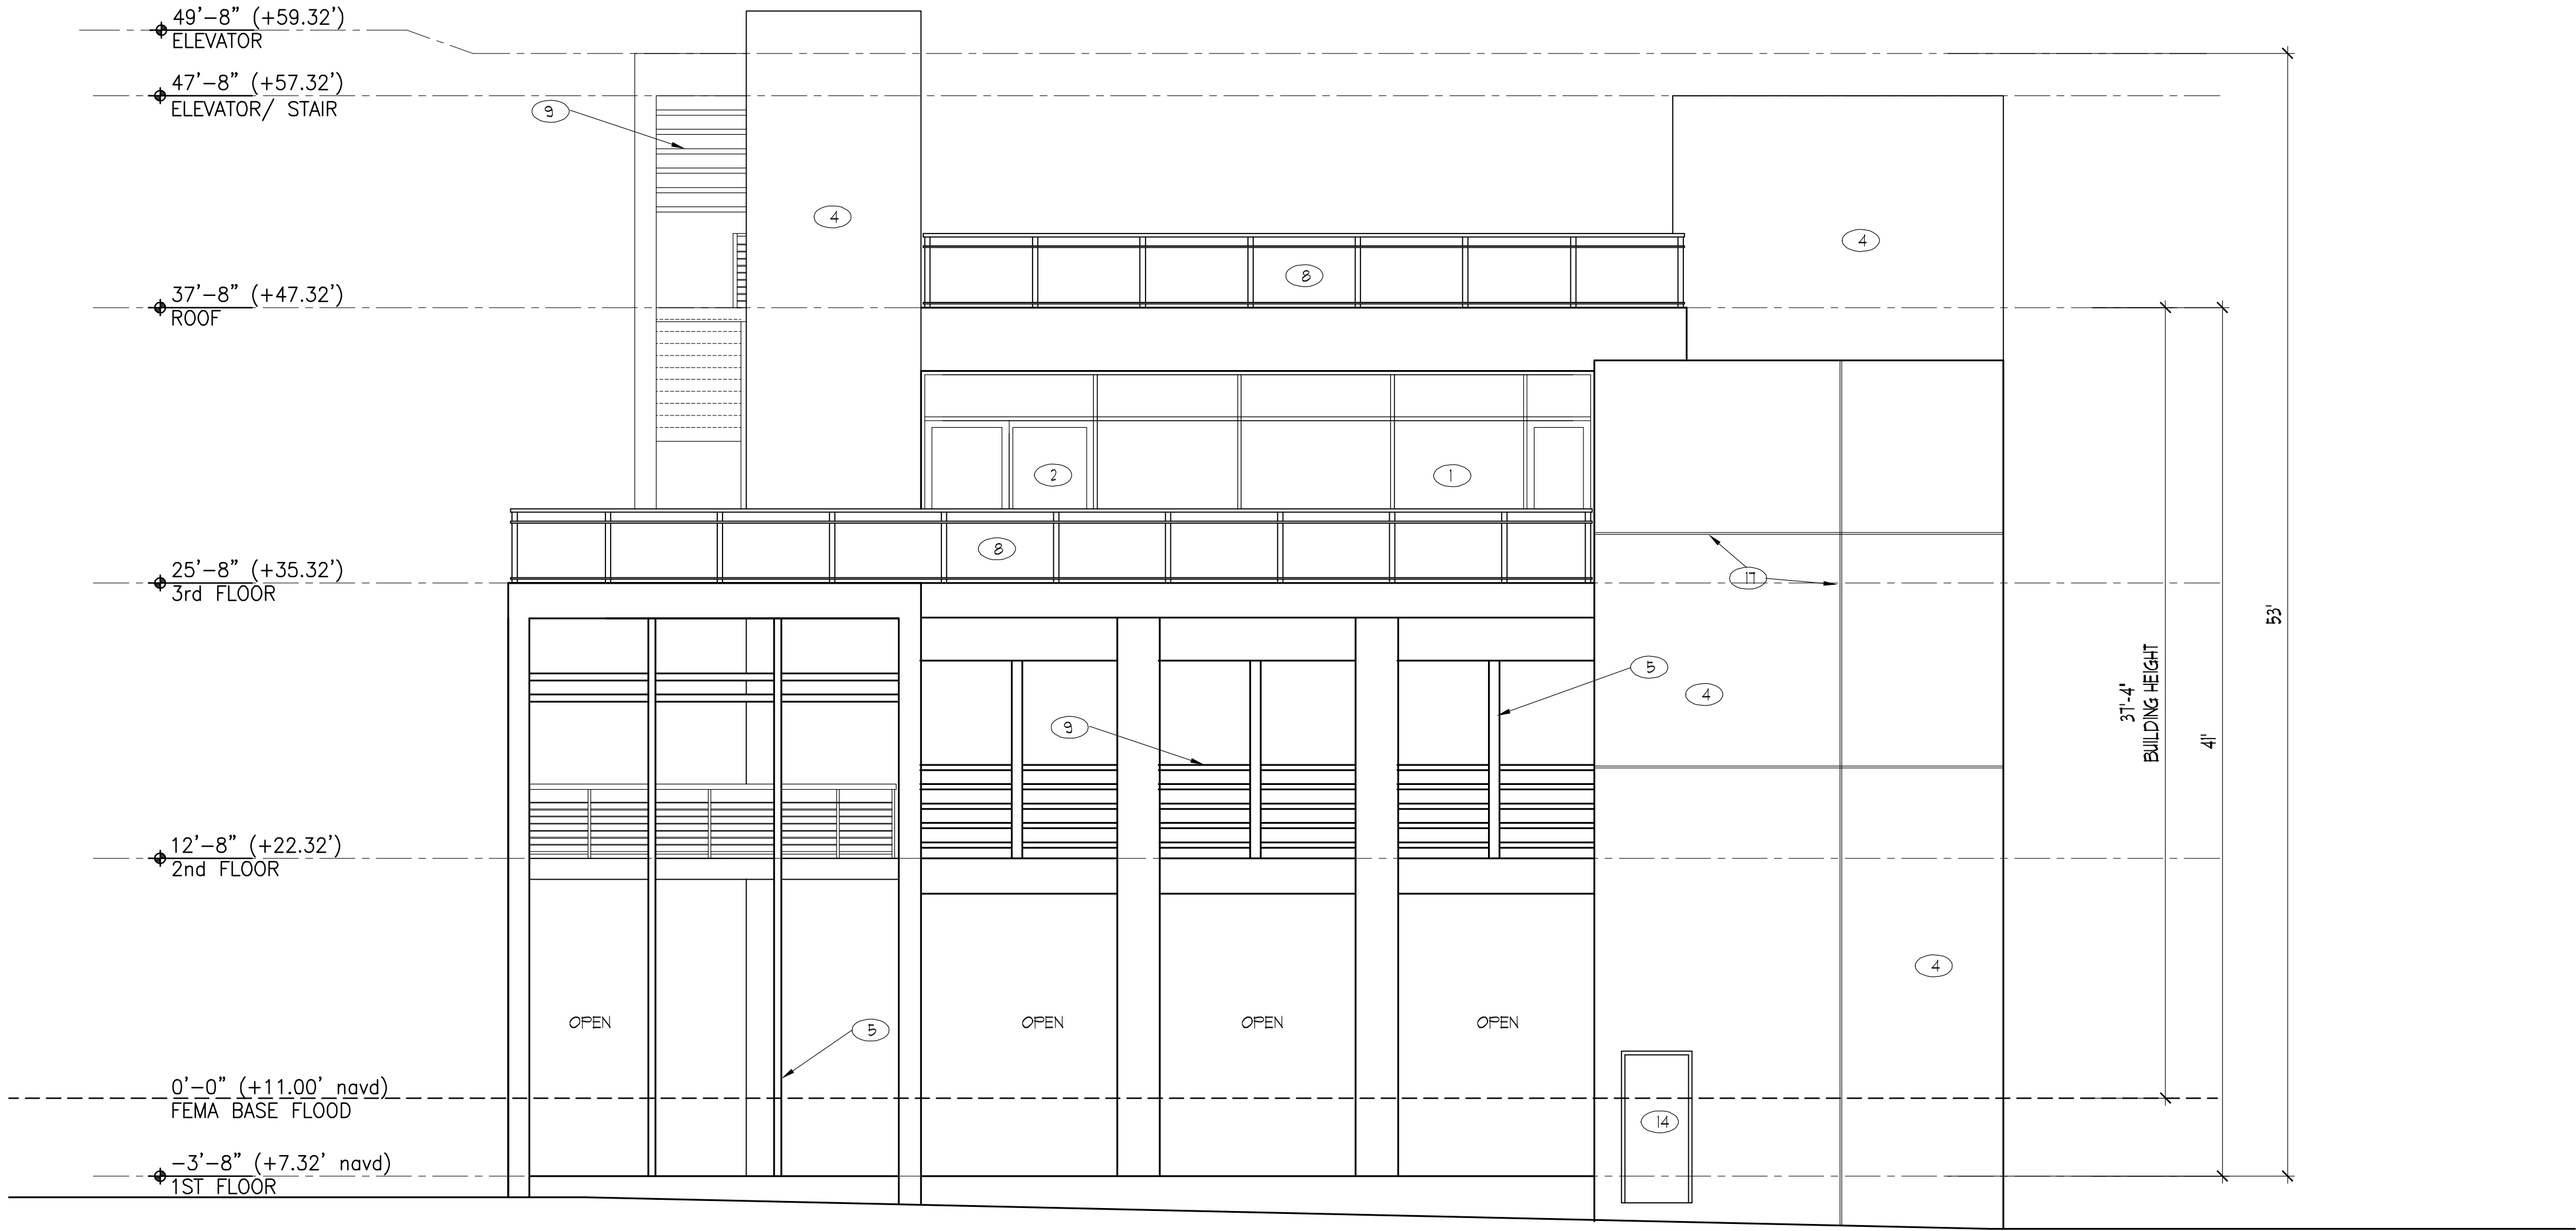 49'-8" (+59.32')
ELEVATOR
47'-8" (+57.32')
ELEVATOR/ STAIR
9
4
4
8
37'-8" (+47.32')
ROOF
2
1
8
25'-8" (+35.32')
3rd FLOOR
17
53'
5
4
37'-4"
BUILDING HEIGHT
41'
9
12'-8" (+22.32')
2nd FLOOR
4
OPEN
OPEN
OPEN
OPEN
5
0'-0" (+11.00' navd)
FEMA BASE FLOOD
14
-3'-8" (+7.32' navd)
1ST FLOOR